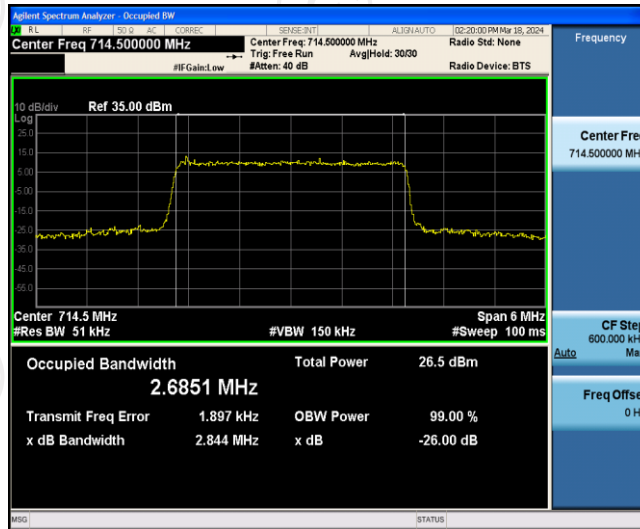 Agilent Spectrum Analyzer - Occupied BW
LXI RL RF 50 Ω AC CORREC SENSE:INT ALIGN AUTO 02:20:00 PM Mar 18, 2024
Center Freq 714.500000 MHz
Center Freq: 714.500000 MHz
Radio Std: None
Trig: Free Run Avg|Hold: 30/30
#IFGain:Low #Atten: 40 dB Radio Device: BTS
Frequency
10 dB/div Ref 35.00 dBm
Log
25.0
15.0
5.00
-5.00
-15.0
-25.0
-35.0
-45.0
-55.0
Center Fre
714.500000 MH
Center 714.5 MHz Span 6 MHz
#Res BW 51 kHz #VBW 150 kHz #Sweep 100 ms
CF Step
600.000 kH
Auto Ma
Occupied Bandwidth Total Power 26.5 dBm
2.6851 MHz
Transmit Freq Error 1.897 kHz OBW Power 99.00 %
x dB Bandwidth 2.844 MHz x dB -26.00 dB
Freq Offse
0 H
MSG STATUS